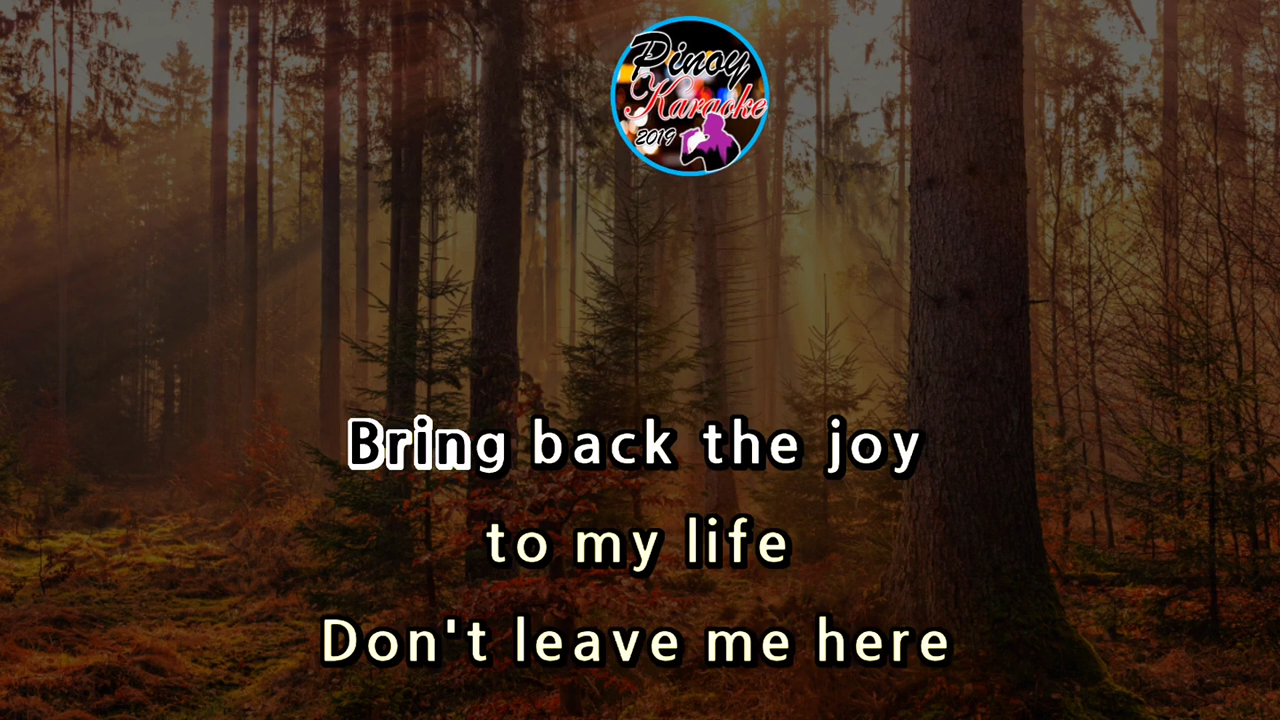 Pinoy
Karaoke
2019
Bring back the joy
to my life
Don't leave me here